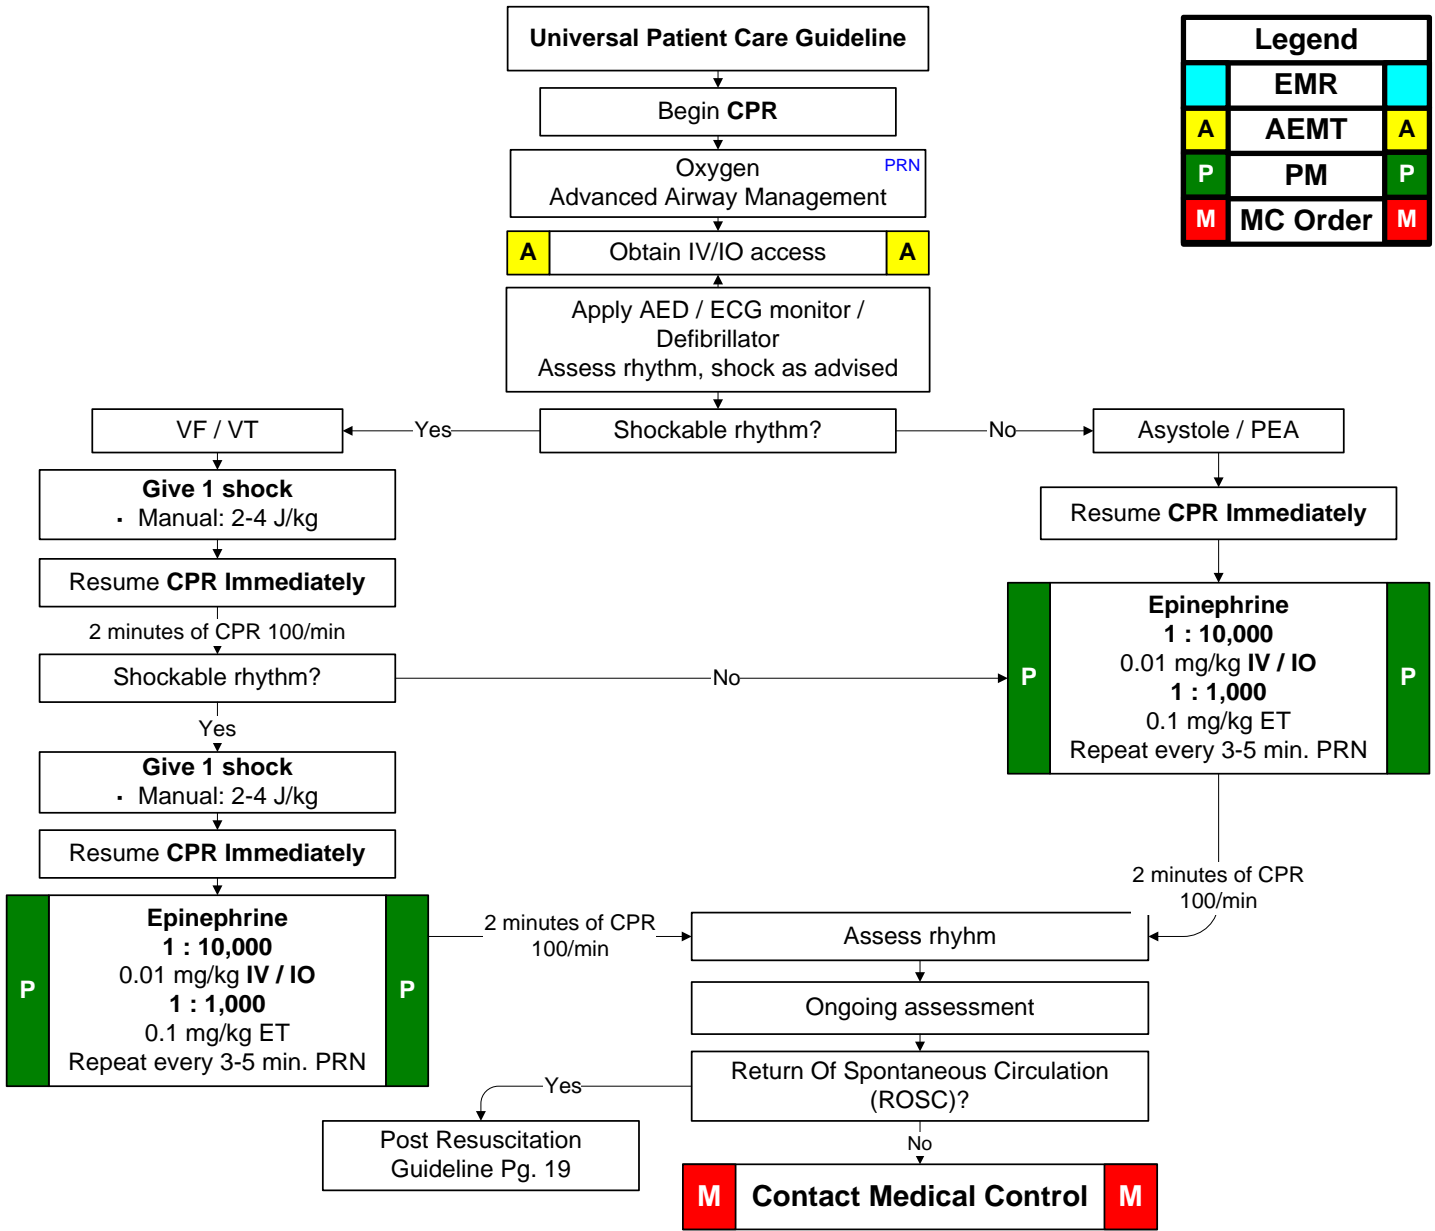 Universal Patient Care Guideline
Legend
EMR
A AEMT A
P PM P
M MC Order M
Begin CPR
Oxygen PRN
Advanced Airway Management
A Obtain IV/IO access A
Apply AED / ECG monitor /
Defibrillator
Assess rhythm, shock as advised
VF / VT
Yes
Shockable rhythm?
No
Asystole / PEA
Give 1 shock
· Manual: 2-4 J/kg
Resume CPR Immediately
Resume CPR Immediately
2 minutes of CPR 100/min
Shockable rhythm?
No
P
Epinephrine
1 : 10,000
0.01 mg/kg IV / IO
1 : 1,000
0.1 mg/kg ET
Repeat every 3-5 min. PRN
P
Yes
Give 1 shock
· Manual: 2-4 J/kg
Resume CPR Immediately
P
Epinephrine
1 : 10,000
0.01 mg/kg IV / IO
1 : 1,000
0.1 mg/kg ET
Repeat every 3-5 min. PRN
P
2 minutes of CPR
100/min
2 minutes of CPR
100/min
Assess rhyhm
Ongoing assessment
Return Of Spontaneous Circulation
(ROSC)?
Yes
Post Resuscitation
Guideline Pg. 19
No
M Contact Medical Control M